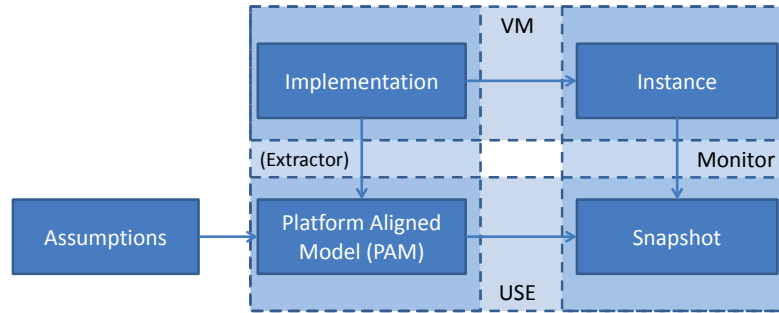 VM
Implementation
Instance
(Extractor)
Monitor
Assumptions
Platform Aligned
Model (PAM)
Snapshot
USE